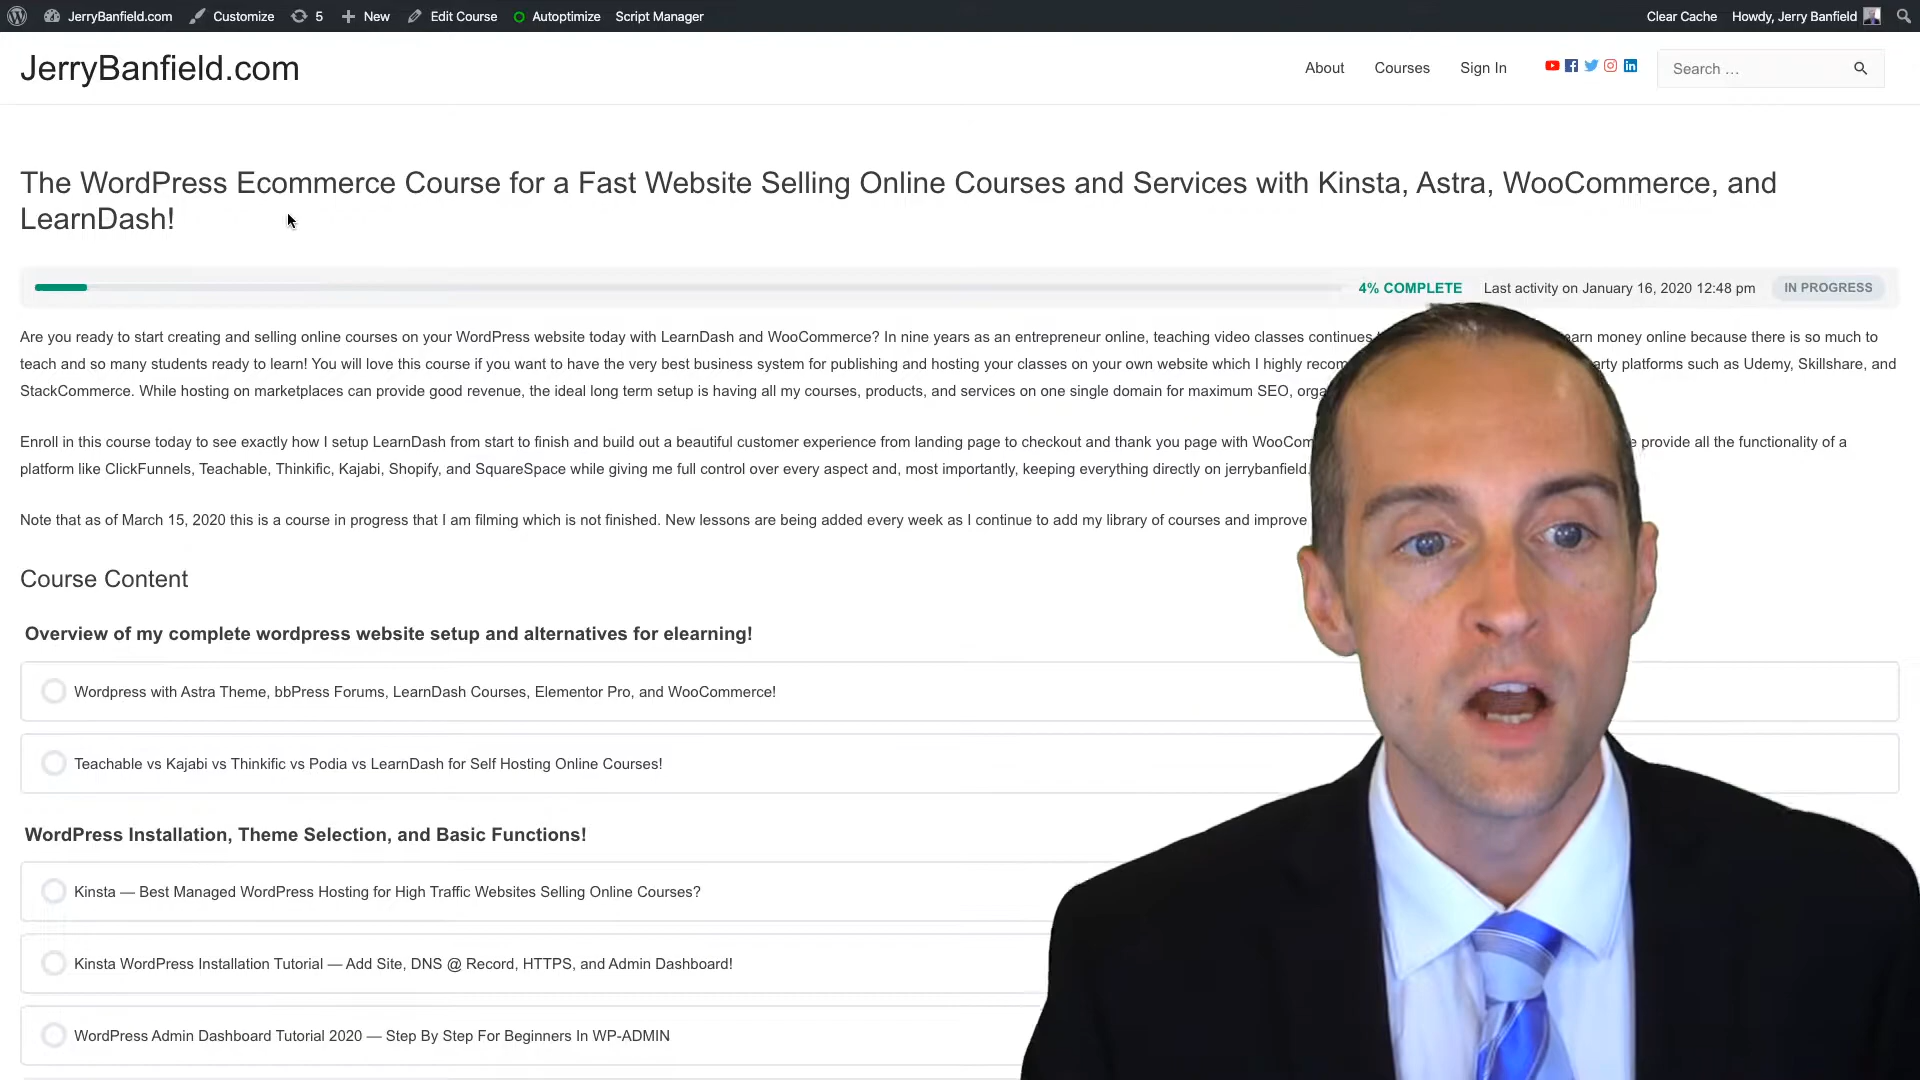 JerryBanfield.com Customize 5 New Edit Course Autoptimize Script Manager Clear Cache Howdy, Jerry Banfield
JerryBanfield.com About Courses Sign In Search …
The WordPress Ecommerce Course for a Fast Website Selling Online Courses and Services with Kinsta, Astra, WooCommerce, and
LearnDash!
4% COMPLETE Last activity on January 16, 2020 12:48 pm IN PROGRESS
Are you ready to start creating and selling online courses on your WordPress website today with LearnDash and WooCommerce? In nine years as an entrepreneur online, teaching video classes continues earn money online because there is so much to
teach and so many students ready to learn! You will love this course if you want to have the very best business system for publishing and hosting your classes on your own website which I highly platforms such as Udemy, Skillshare, and
StackCommerce. While hosting on marketplaces can provide good revenue, the ideal long term setup is having all my courses, products, and services on one single domain for maximum SEO,
Enroll in this course today to see exactly how I setup LearnDash from start to finish and build out a beautiful customer experience from landing page to checkout and thank you page with provide all the functionality of a
platform like ClickFunnels, Teachable, Thinkific, Kajabi, Shopify, and SquareSpace while giving me full control over every aspect and, most importantly, keeping everything directly on jerrybanfield.
Note that as of March 15, 2020 this is a course in progress that I am filming which is not finished. New lessons are being added every week as I continue to add my library of courses and improve
Course Content
Overview of my complete wordpress website setup and alternatives for elearning!
Wordpress with Astra Theme, bbPress Forums, LearnDash Courses, Elementor Pro, and WooCommerce!
Teachable vs Kajabi vs Thinkific vs Podia vs LearnDash for Self Hosting Online Courses!
WordPress Installation, Theme Selection, and Basic Functions!
Kinsta — Best Managed WordPress Hosting for High Traffic Websites Selling Online Courses?
Kinsta WordPress Installation Tutorial — Add Site, DNS @ Record, HTTPS, and Admin Dashboard!
WordPress Admin Dashboard Tutorial 2020 — Step By Step For Beginners In WP-ADMIN